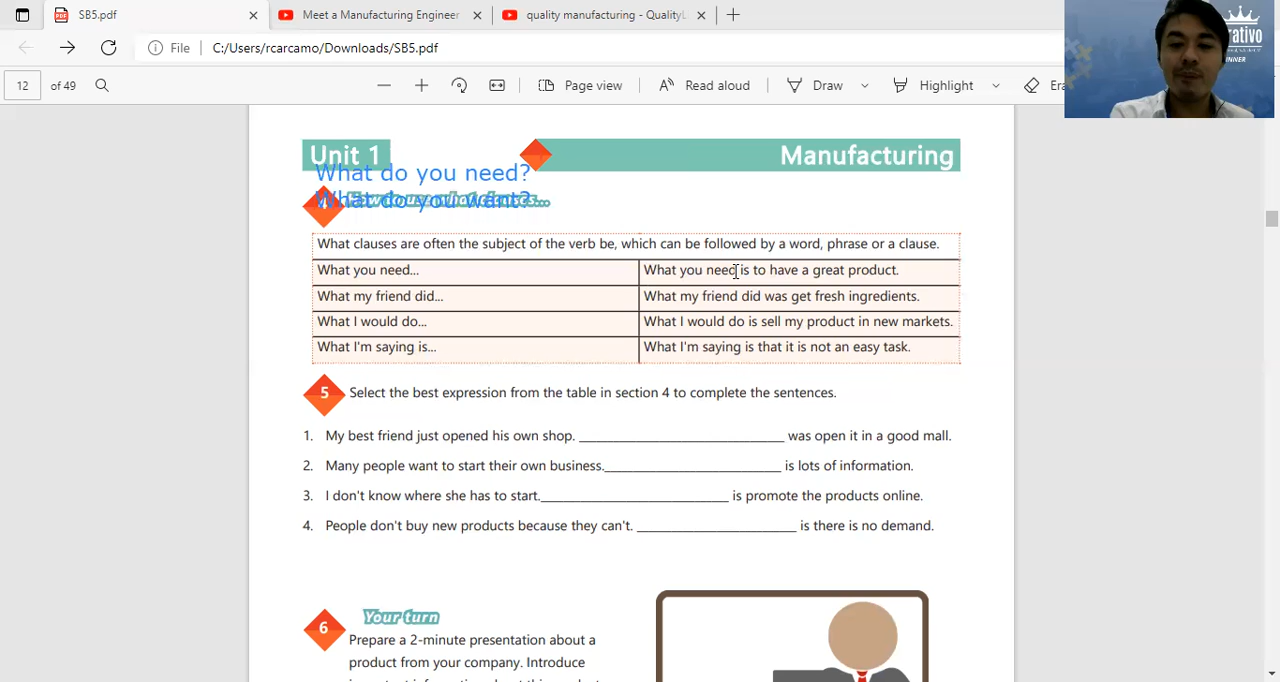 SB5.pdf
Meet a Manufacturing Engineer
quality manufacturing - QualityL
File
C:/Users/rcarcamo/Downloads/SB5.pdf
12
of 49
Page view
Read aloud
Draw
Highlight
Era
INNER
Unit 1
Manufacturing
What do you need?
What do you want?
What clauses are often the subject of the verb be, which can be followed by a word, phrase or a clause.
What you need...
What you need is to have a great product.
What my friend did...
What my friend did was get fresh ingredients.
What I would do...
What I would do is sell my product in new markets.
What I'm saying is...
What I'm saying is that it is not an easy task.
5
Select the best expression from the table in section 4 to complete the sentences.
1. My best friend just opened his own shop. ___________________________ was open it in a good mall.
2. Many people want to start their own business.________________________ is lots of information.
3. I don't know where she has to start._________________________ is promote the products online.
4. People don't buy new products because they can't. _____________________ is there is no demand.
6
Your turn
Prepare a 2-minute presentation about a
product from your company. Introduce